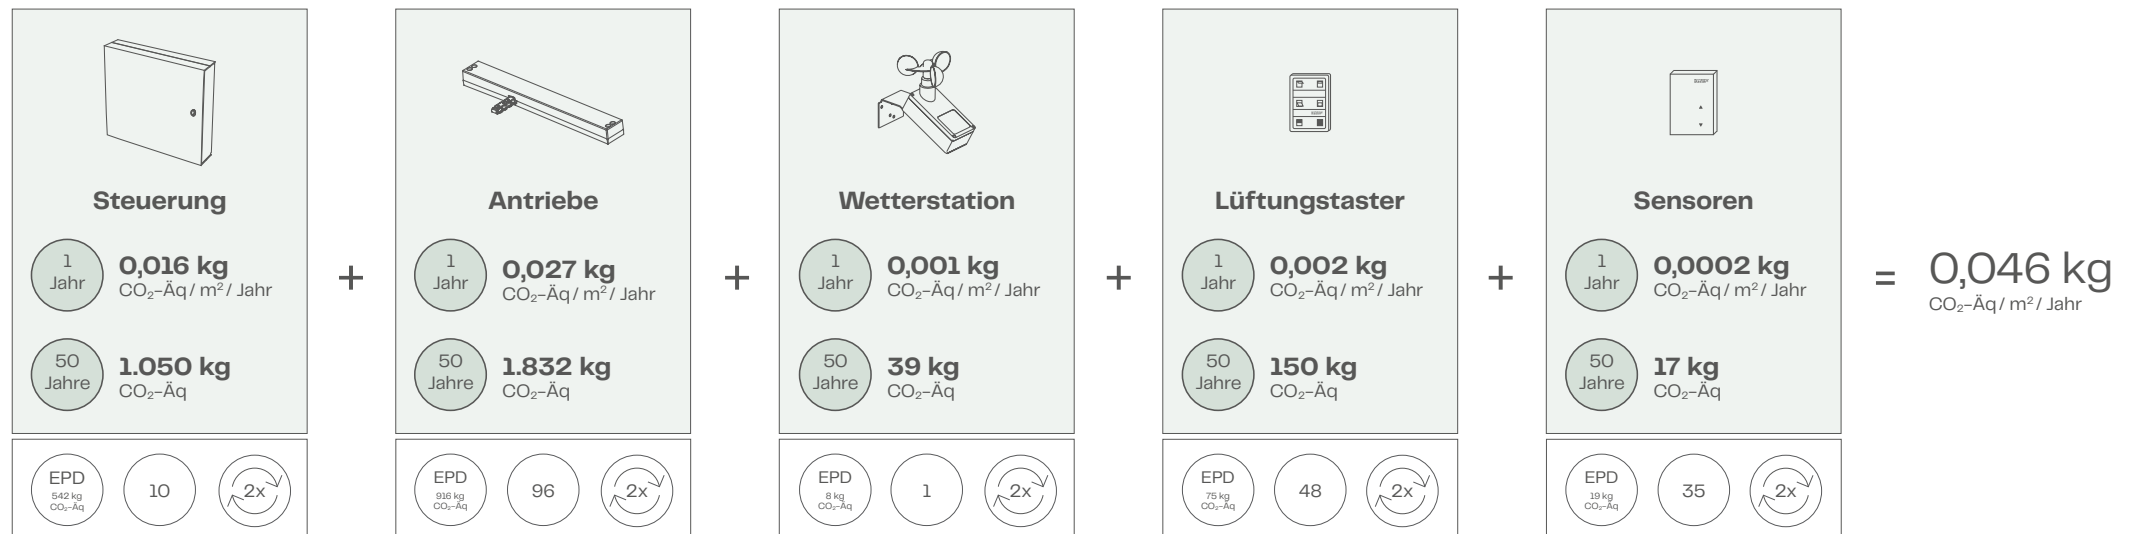 Steuerung
1
Jahr
0,016 kg
CO₂-Äq / m² / Jahr
50
Jahre
1.050 kg
CO₂-Äq
EPD
542 kg
CO₂-Äq
10
2x
+
Antriebe
1
Jahr
0,027 kg
CO₂-Äq / m² / Jahr
50
Jahre
1.832 kg
CO₂-Äq
EPD
916 kg
CO₂-Äq
96
2x
+
Wetterstation
1
Jahr
0,001 kg
CO₂-Äq / m² / Jahr
50
Jahre
39 kg
CO₂-Äq
EPD
8 kg
CO₂-Äq
1
2x
+
Lüftungstaster
1
Jahr
0,002 kg
CO₂-Äq / m² / Jahr
50
Jahre
150 kg
CO₂-Äq
EPD
75 kg
CO₂-Äq
48
2x
+
Sensoren
1
Jahr
0,0002 kg
CO₂-Äq / m² / Jahr
50
Jahre
17 kg
CO₂-Äq
EPD
19 kg
CO₂-Äq
35
2x
=
0,046 kg
CO₂-Äq / m² / Jahr